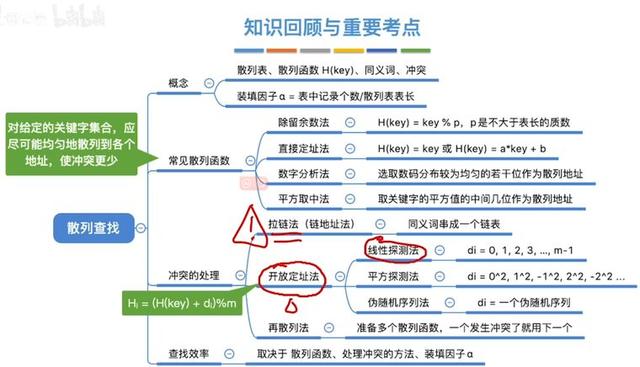 知识回顾与重要考点
散列表、散列函数 H(key)、同义词、冲突
概念
装填因子α = 表中记录个数/散列表表长
对给定的关键字集合，应
尽可能均匀地散列到各个
地址，使冲突更少
除留余数法
H(key) = key % p，p 是不大于表长的质数
直接定址法
H(key) = key 或 H(key) = a*key + b
常见散列函数
数字分析法
选取数码分布较为均匀的若干位作为散列地址
平方取中法
取关键字的平方值的中间几位作为散列地址
散列查找
拉链法（链地址法）
同义词串成一个链表
线性探测法
di = 0, 1, 2, 3, ..., m-1
冲突的处理
开放定址法
平方探测法
di = 0^2, 1^2, -1^2, 2^2, -2^2 ...
Hi = (H(key) + di)%m
伪随机序列法
di = 一个伪随机序列
再散列法
准备多个散列函数，一个发生冲突了就用下一个
查找效率
取决于 散列函数、处理冲突的方法、装填因子α